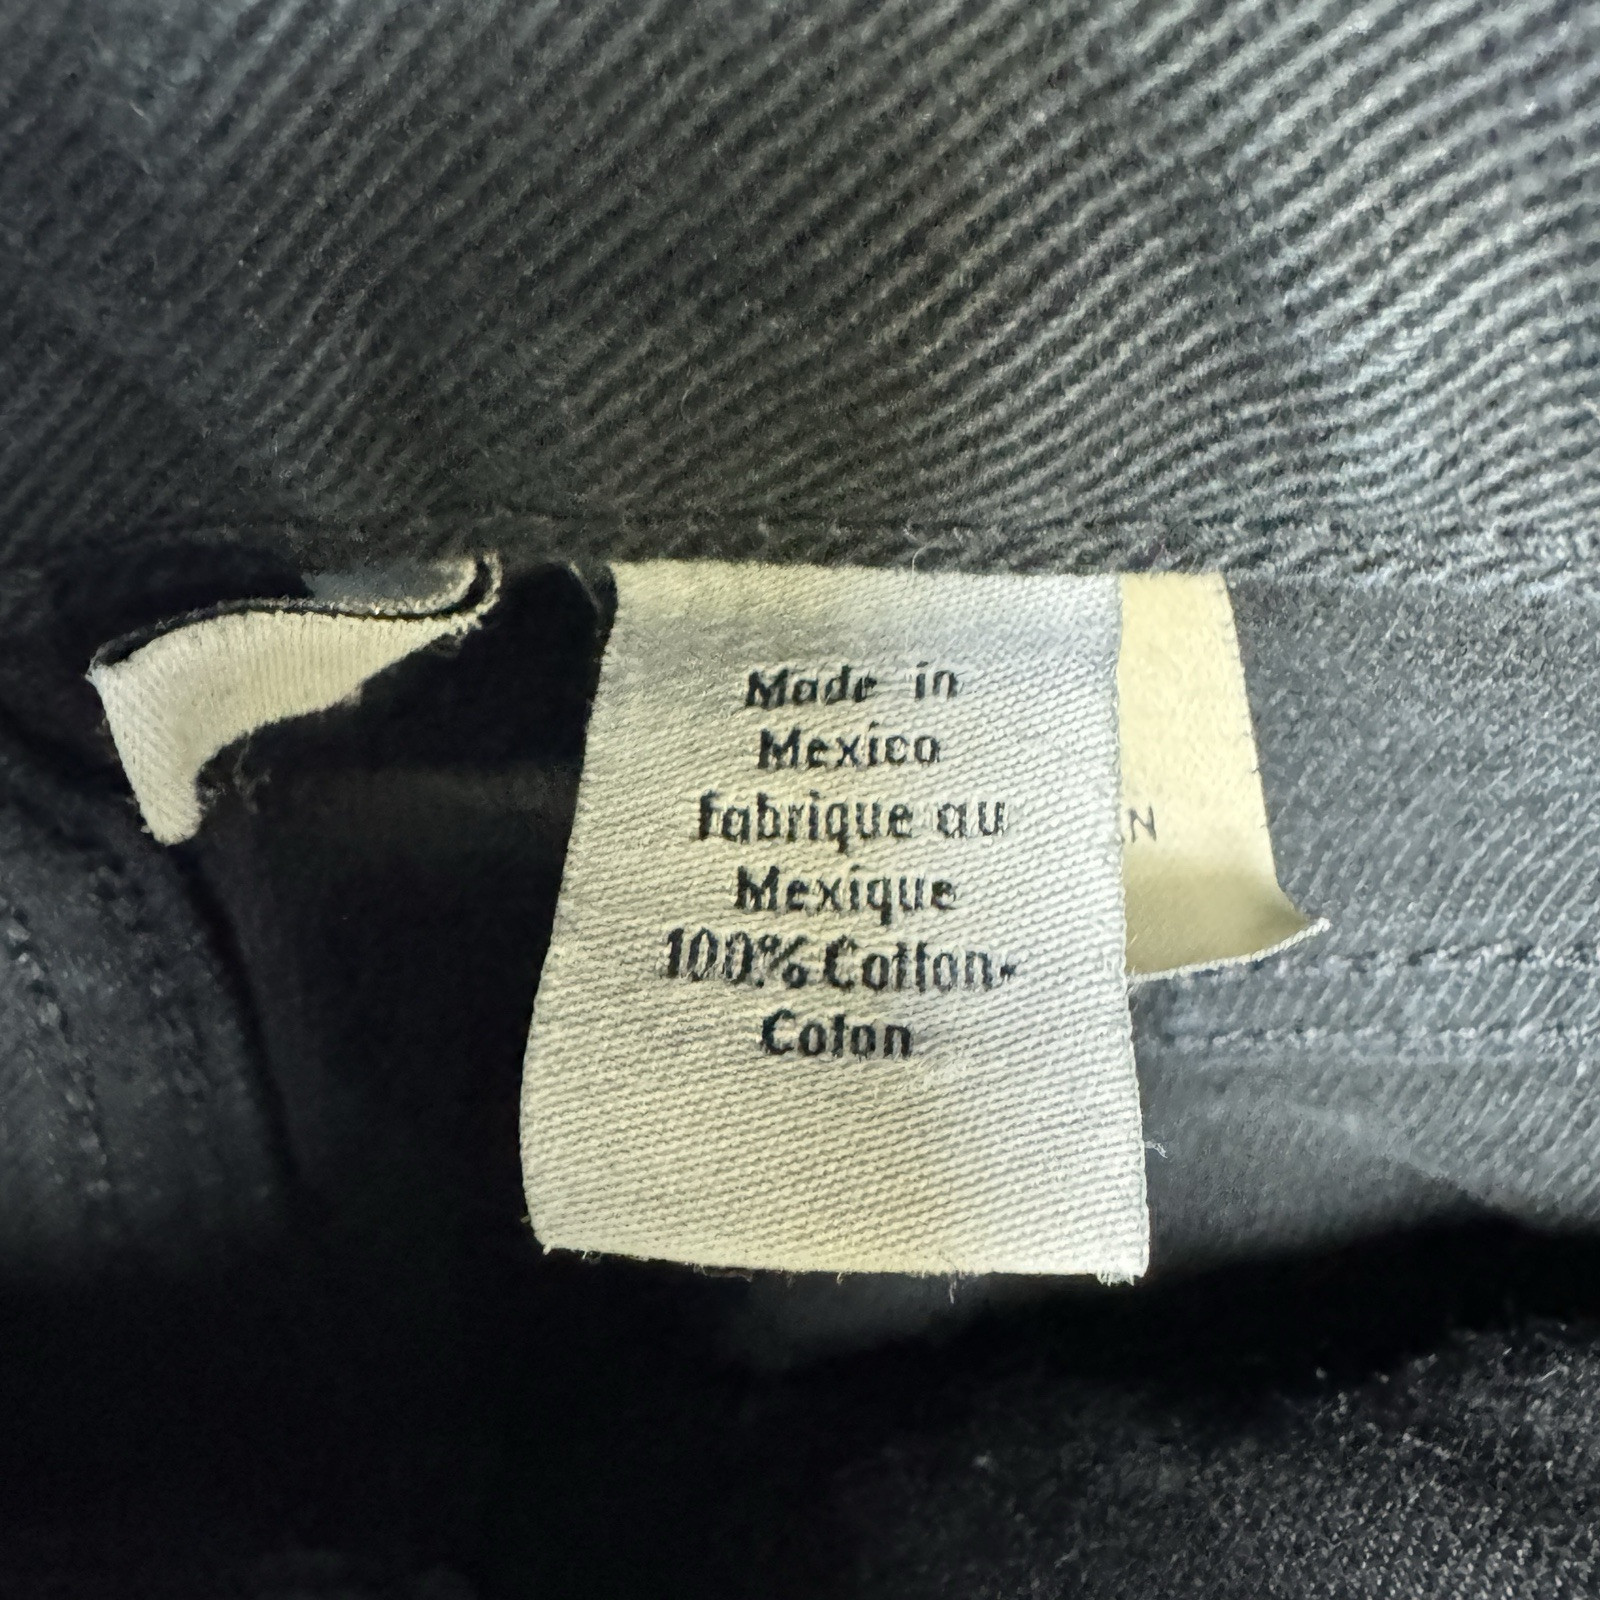 Made in
Mexico
fabrique au
Mexique
100% Cotton-
Coton
N